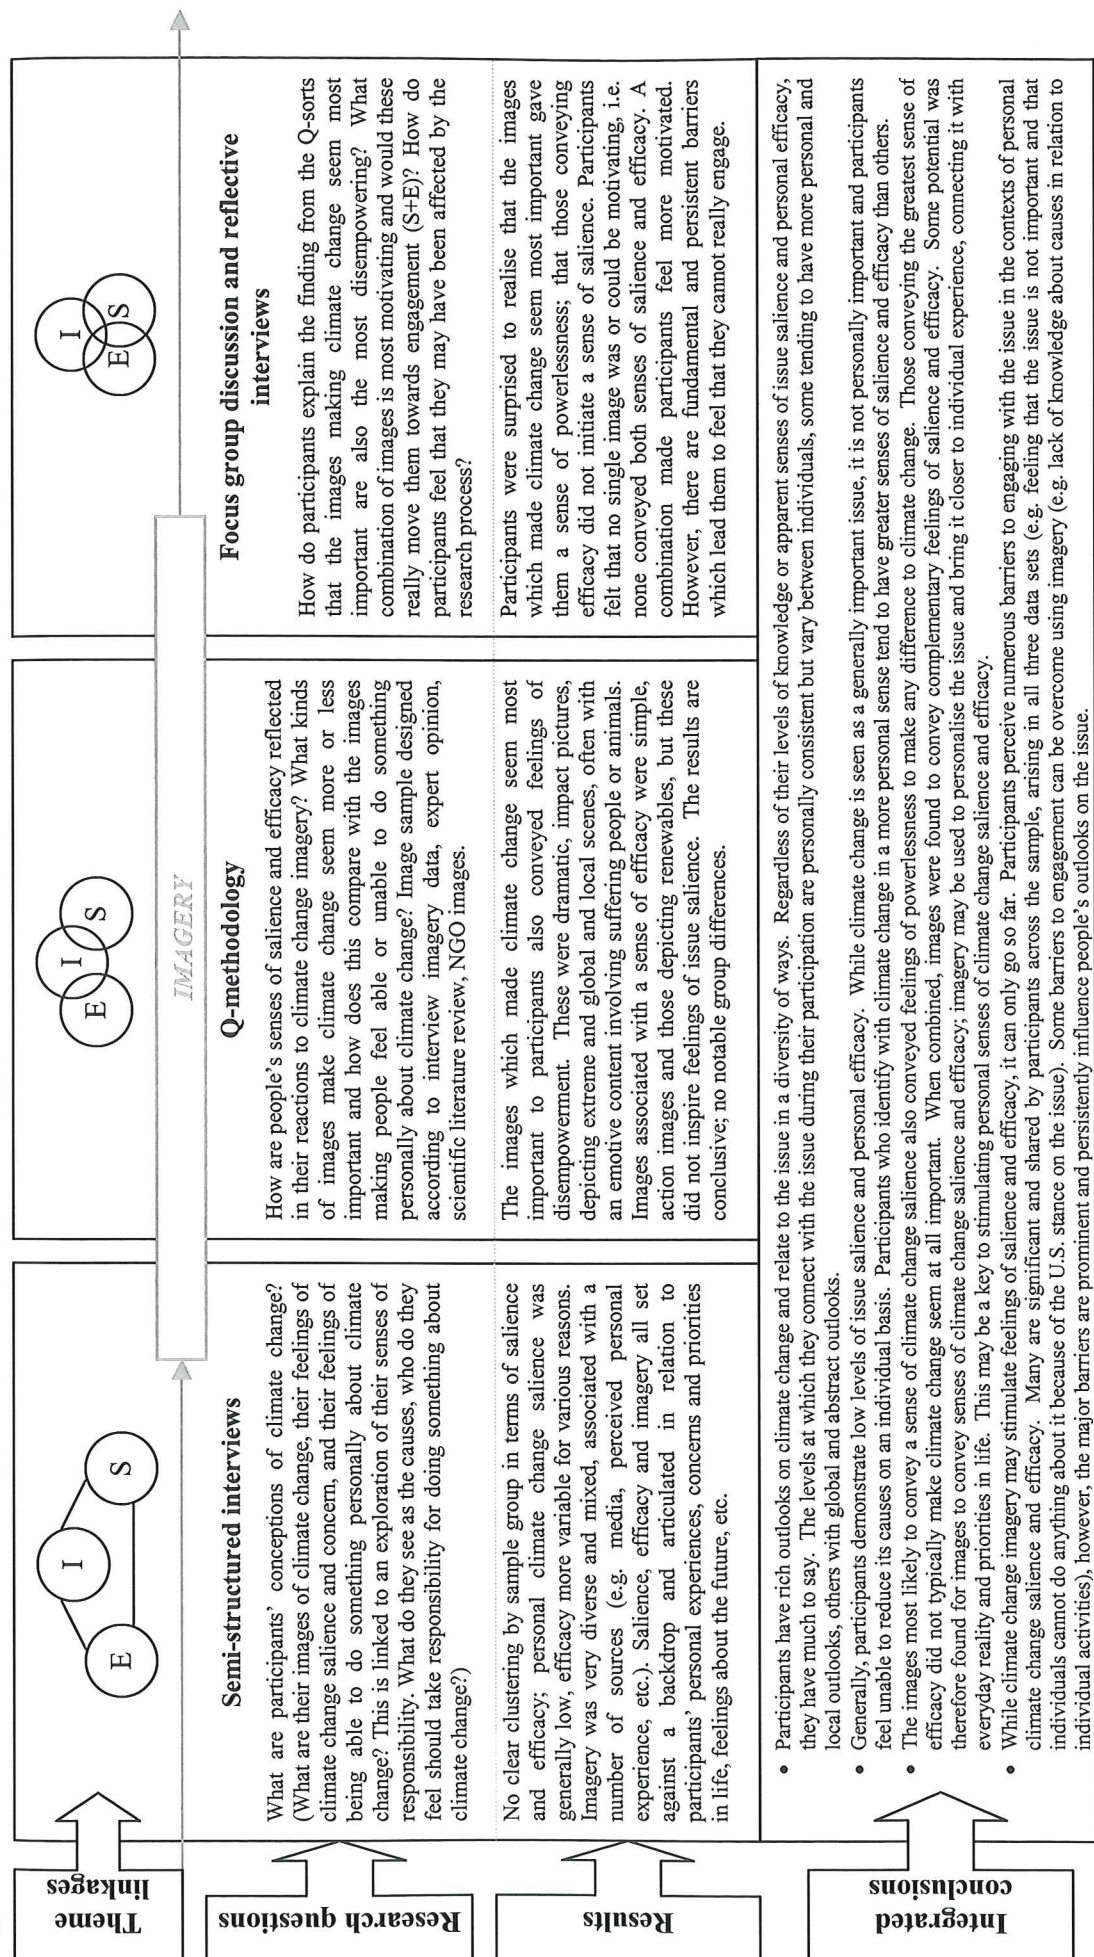 Theme
linkages
E
I
S
E
I
S
I
E
S
IMAGERY
Research questions
Semi-structured interviews
What are participants' conceptions of climate change?
(What are their images of climate change, their feelings of
climate change salience and concern, and their feelings of
being able to do something personally about climate
change? This is linked to an exploration of their senses of
responsibility. What do they see as the causes, who do they
feel should take responsibility for doing something about
climate change?)
Q-methodology
How are people's senses of salience and efficacy reflected
in their reactions to climate change imagery? What kinds
of images make climate change seem more or less
important and how does this compare with the images
making people feel able or unable to do something
personally about climate change? Image sample designed
according to interview imagery data, expert opinion,
scientific literature review, NGO images.
Focus group discussion and reflective
interviews
How do participants explain the finding from the Q-sorts
that the images making climate change seem most
important are also the most disempowering? What
combination of images is most motivating and would these
really move them towards engagement (S+E)? How do
participants feel that they may have been affected by the
research process?
Results
No clear clustering by sample group in terms of salience
and efficacy; personal climate change salience was
generally low, efficacy more variable for various reasons.
Imagery was very diverse and mixed, associated with a
number of sources (e.g. media, perceived personal
experience, etc.). Salience, efficacy and imagery all set
against a backdrop and articulated in relation to
participants' personal experiences, concerns and priorities
in life, feelings about the future, etc.
The images which made climate change seem most
important to participants also conveyed feelings of
disempowerment. These were dramatic, impact pictures,
depicting extreme and global and local scenes, often with
an emotive content involving suffering people or animals.
Images associated with a sense of efficacy were simple,
action images and those depicting renewables, but these
did not inspire feelings of issue salience. The results are
conclusive; no notable group differences.
Participants were surprised to realise that the images
which made climate change seem most important gave
them a sense of powerlessness; that those conveying
efficacy did not initiate a sense of salience. Participants
felt that no single image was or could be motivating, i.e.
none conveyed both senses of salience and efficacy. A
combination made participants feel more motivated.
However, there are fundamental and persistent barriers
which lead them to feel that they cannot really engage.
Integrated
conclusions
• Participants have rich outlooks on climate change and relate to the issue in a diversity of ways. Regardless of their levels of knowledge or apparent senses of issue salience and personal efficacy,
they have much to say. The levels at which they connect with the issue during their participation are personally consistent but vary between individuals, some tending to have more personal and
local outlooks, others with global and abstract outlooks.
• Generally, participants demonstrate low levels of issue salience and personal efficacy. While climate change is seen as a generally important issue, it is not personally important and participants
feel unable to reduce its causes on an individual basis. Participants who identify with climate change in a more personal sense tend to have greater senses of salience and efficacy than others.
• The images most likely to convey a sense of climate change salience also conveyed feelings of powerlessness to make any difference to climate change. Those conveying the greatest sense of
efficacy did not typically make climate change seem at all important. When combined, images were found to convey complementary feelings of salience and efficacy. Some potential was
therefore found for images to convey senses of climate change salience and efficacy; imagery may be used to personalise the issue and bring it closer to individual experience, connecting it with
everyday reality and priorities in life. This may be a key to stimulating personal senses of climate change salience and efficacy.
• While climate change imagery may stimulate feelings of salience and efficacy, it can only go so far. Participants perceive numerous barriers to engaging with the issue in the contexts of personal
climate change salience and efficacy. Many are significant and shared by participants across the sample, arising in all three data sets (e.g. feeling that the issue is not important and that
individuals cannot do anything about it because of the U.S. stance on the issue). Some barriers to engagement can be overcome using imagery (e.g. lack of knowledge about causes in relation to
individual activities), however, the major barriers are prominent and persistently influence people's outlooks on the issue.